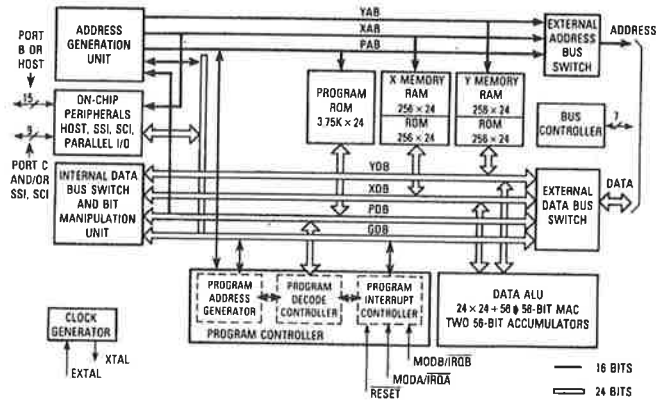 YAB
XAB
PAB
PORT
B OR
HOST
15
9
PORT C
AND/OR
SSI, SCI
ADDRESS
GENERATION
UNIT
ON-CHIP
PERIPHERALS
HOST, SSI, SCI,
PARALLEL I/O
INTERNAL DATA
BUS SWITCH
AND BIT
MANIPULATION
UNIT
PROGRAM
ROM
3.75K × 24
X MEMORY
RAM
256 × 24
ROM
256 × 24
Y MEMORY
RAM
256 × 24
ROM
256 × 24
EXTERNAL
ADDRESS
BUS
SWITCH
ADDRESS
BUS
CONTROLLER
7
YDB
XDB
PDB
GDB
EXTERNAL
DATA BUS
SWITCH
DATA
PROGRAM
ADDRESS
GENERATOR
PROGRAM
DECODE
CONTROLLER
PROGRAM
INTERRUPT
CONTROLLER
PROGRAM CONTROLLER
DATA ALU
24 × 24 + 56 ϕ 56-BIT MAC
TWO 56-BIT ACCUMULATORS
CLOCK
GENERATOR
XTAL
EXTAL
MODB/IRQB
MODA/IRQA
RESET
16 BITS
24 BITS